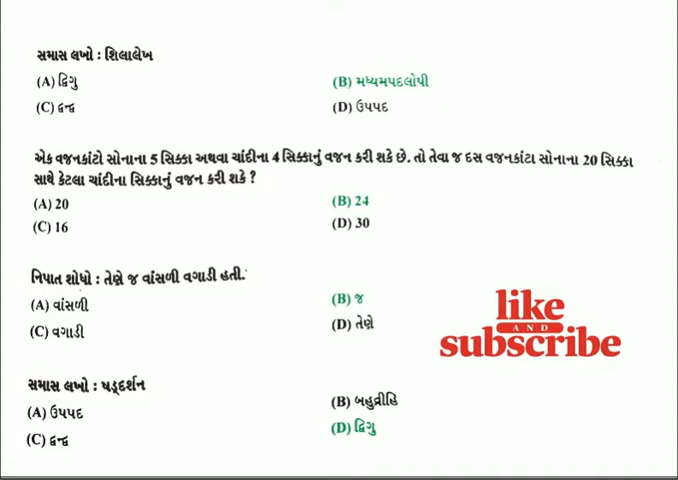 સમાસ લખો : શિલાલેખ
(A) દ્વિગુ (B) મધ્યમપદલોપી
(C) દ્વન્દ્વ (D) ઉપપદ
એક વજનકાંટો સોનાના 5 સિક્કા અથવા ચાંદીના 4 સિક્કાનું વજન કરી શકે છે. તો તેવા જ દસ વજનકાંટા સોનાના 20 સિક્કા
સાથે કેટલા ચાંદીના સિક્કાનું વજન કરી શકે ?
(A) 20 (B) 24
(C) 16 (D) 30
નિપાત શોધો : તેણે જ વાંસળી વગાડી હતી.
(A) વાંસળી (B) જ
(C) વગાડી (D) તેણે
like
AND
subscribe
સમાસ લખો : ષડ્દર્શન
(A) ઉપપદ (B) બહુવ્રીહિ
(C) દ્વન્દ્વ (D) દ્વિગુ